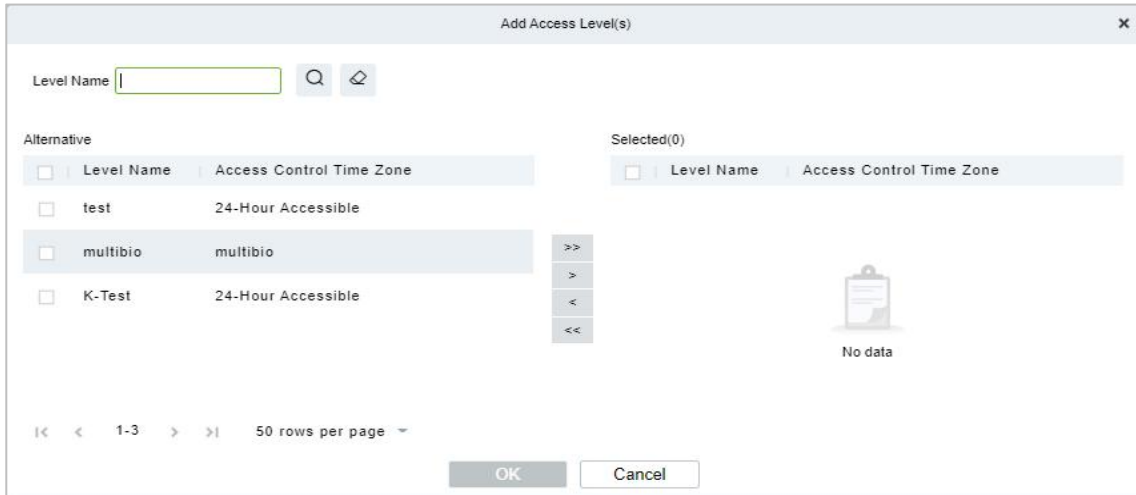 Add Access Level(s)
Level Name
Alternative
Level Name Access Control Time Zone
test 24-Hour Accessible
multibio multibio
K-Test 24-Hour Accessible
>>
>
<
<<
Selected(0)
Level Name Access Control Time Zone
No data
|< < 1-3 > >| 50 rows per page
OK Cancel